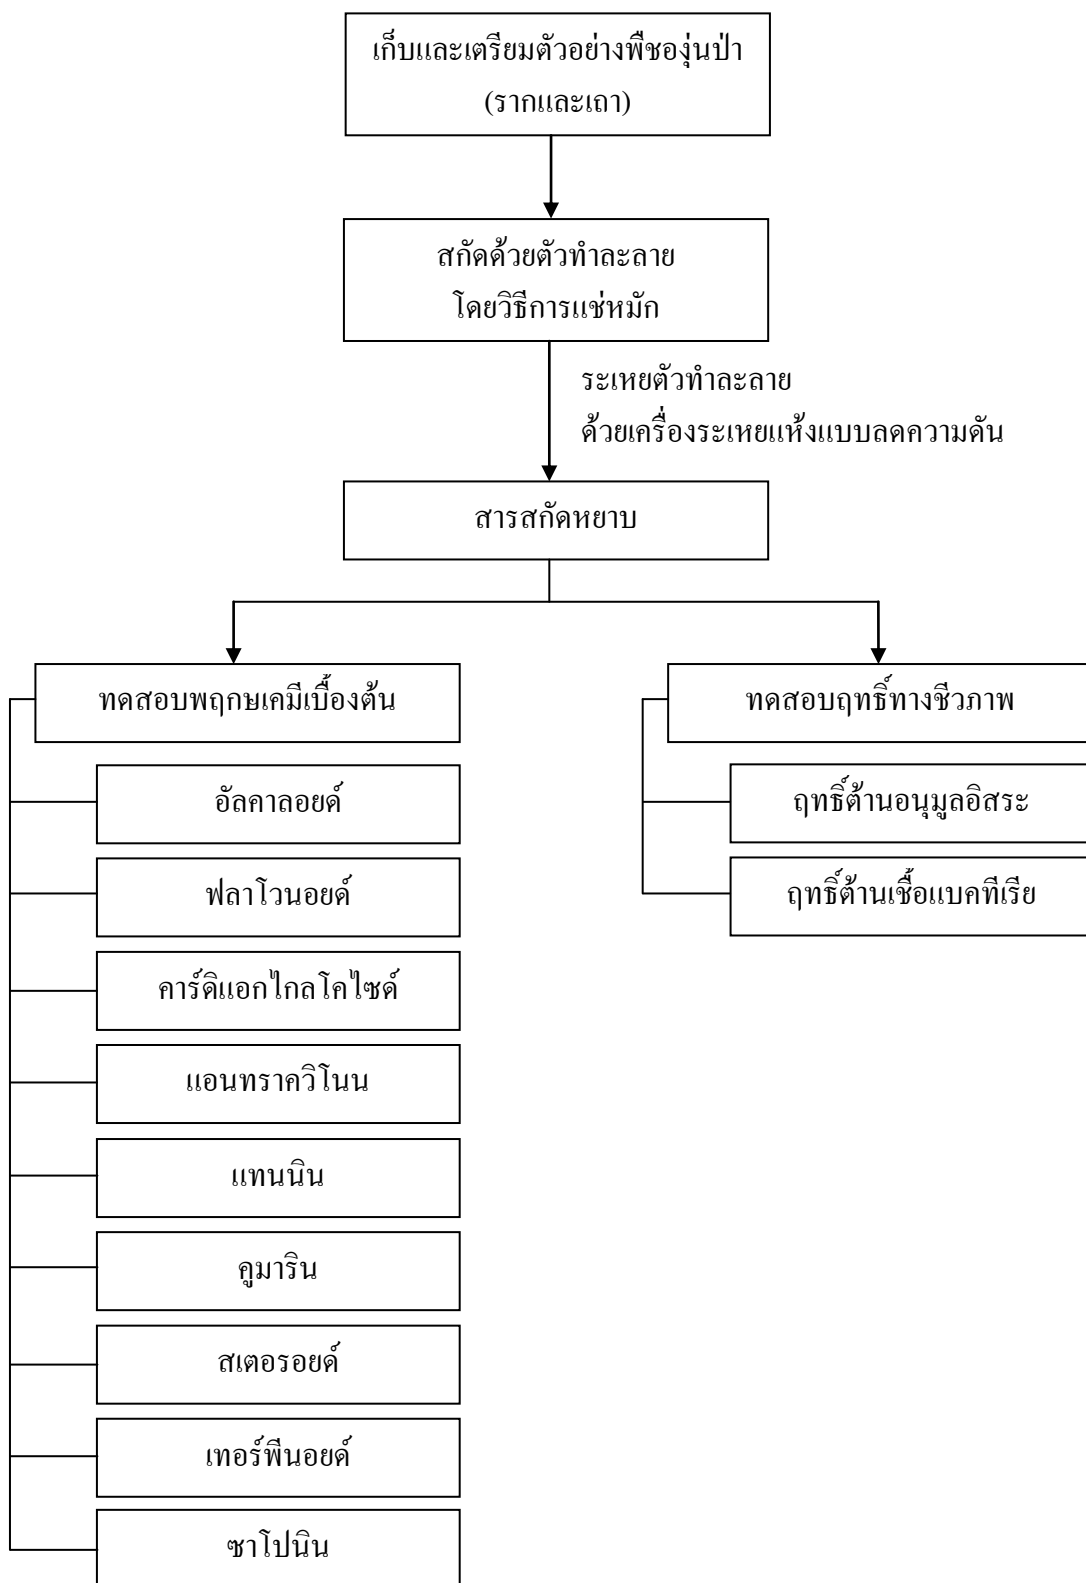 เก็บและเตรียมตัวอย่างพืชองุ่นป่า
(รากและเถา)
สกัดด้วยตัวทำละลาย
โดยวิธีการแช่หมัก
ระเหยตัวทำละลาย
ด้วยเครื่องระเหยแห้งแบบลดความดัน
สารสกัดหยาบ
ทดสอบพฤกษเคมีเบื้องต้น
อัลคาลอยด์
ฟลาโวนอยด์
คาร์ดิแอกไกลโคไซด์
แอนทราควิโนน
แทนนิน
คูมาริน
สเตอรอยด์
เทอร์พีนอยด์
ซาโปนิน
ทดสอบฤทธิ์ทางชีวภาพ
ฤทธิ์ต้านอนุมูลอิสระ
ฤทธิ์ต้านเชื้อแบคทีเรีย